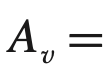 A_v =